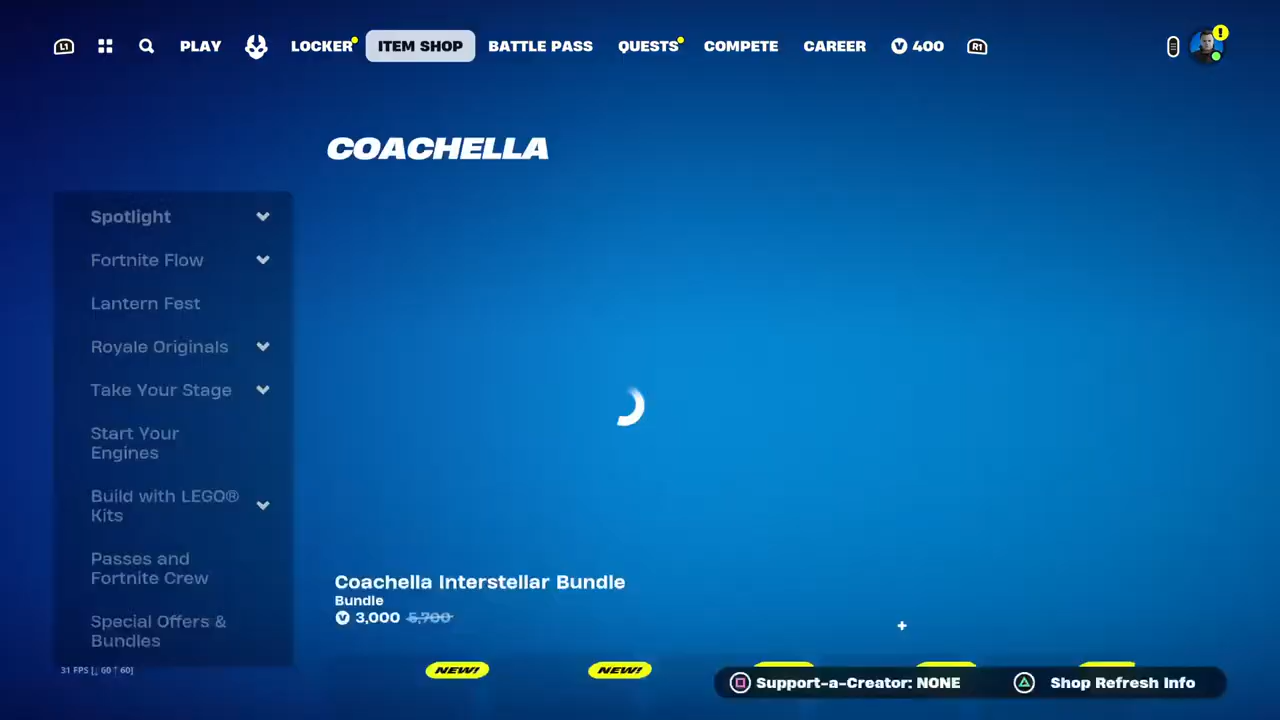 L1 PLAY LOCKER ITEM SHOP BATTLE PASS QUESTS COMPETE CAREER V 400 R1 !
COACHELLA
Spotlight
Fortnite Flow
Lantern Fest
Royale Originals
Take Your Stage
Start Your
Engines
Build with LEGO®
Kits
Passes and
Fortnite Crew
Special Offers &
Bundles
Coachella Interstellar Bundle
Bundle
V 3,000 5,700
+
31 FPS [↓ 60 ↑ 60]
NEW! NEW!
Support-a-Creator: NONE Shop Refresh Info